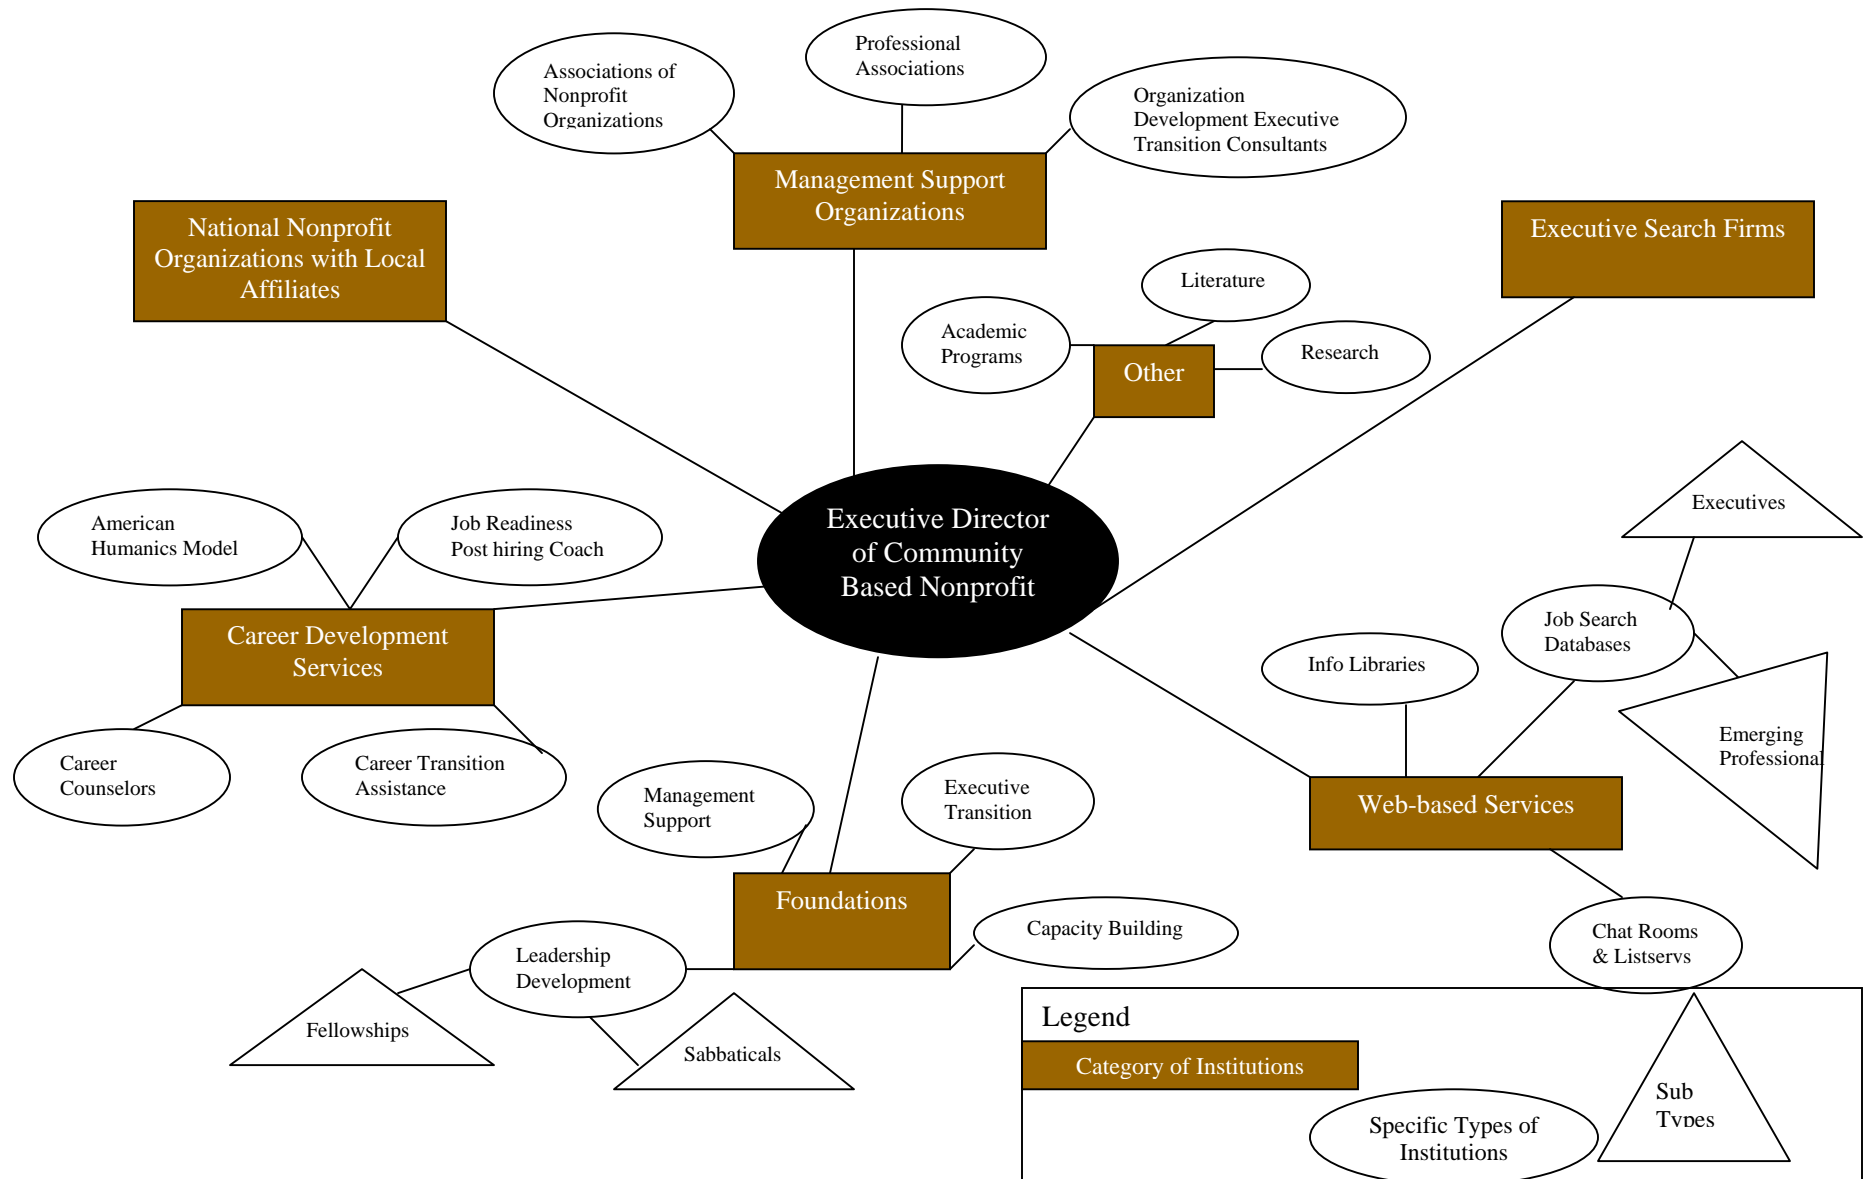 Professional
Associations
Associations of
Nonprofit
Organizations
Organization
Development Executive
Transition Consultants
Management Support
Organizations
National Nonprofit
Organizations with Local
Affiliates
Executive Search Firms
Literature
Academic
Programs
Research
Other
Executives
Executive Director
of Community
Based Nonprofit
American
Humanics Model
Job Readiness
Post hiring Coach
Career Development
Services
Job Search
Databases
Info Libraries
Emerging
Professional
Career
Counselors
Career Transition
Assistance
Management
Support
Executive
Transition
Web-based Services
Foundations
Capacity Building
Chat Rooms
& Listservs
Leadership
Development
Fellowships
Sabbaticals
Legend
Category of Institutions
Sub
Types
Specific Types of
Institutions